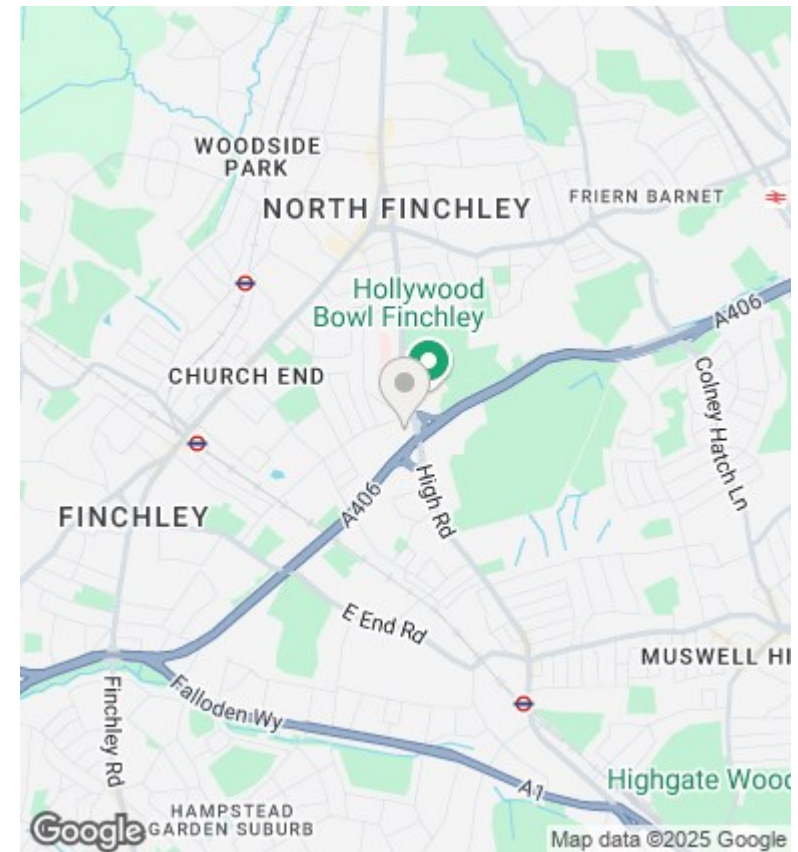 WOODSIDE
PARK
NORTH FINCHLEY
FRIERN BARNET
Hollywood
Bowl Finchley
A406
CHURCH END
Colney Hatch Ln
High Rd
A406
FINCHLEY
E End Rd
MUSWELL HI
Falloden Wy
Finchley Rd
A1
Highgate Wood
HAMPSTEAD
GARDEN SUBURB
Google
Map data ©2025 Google